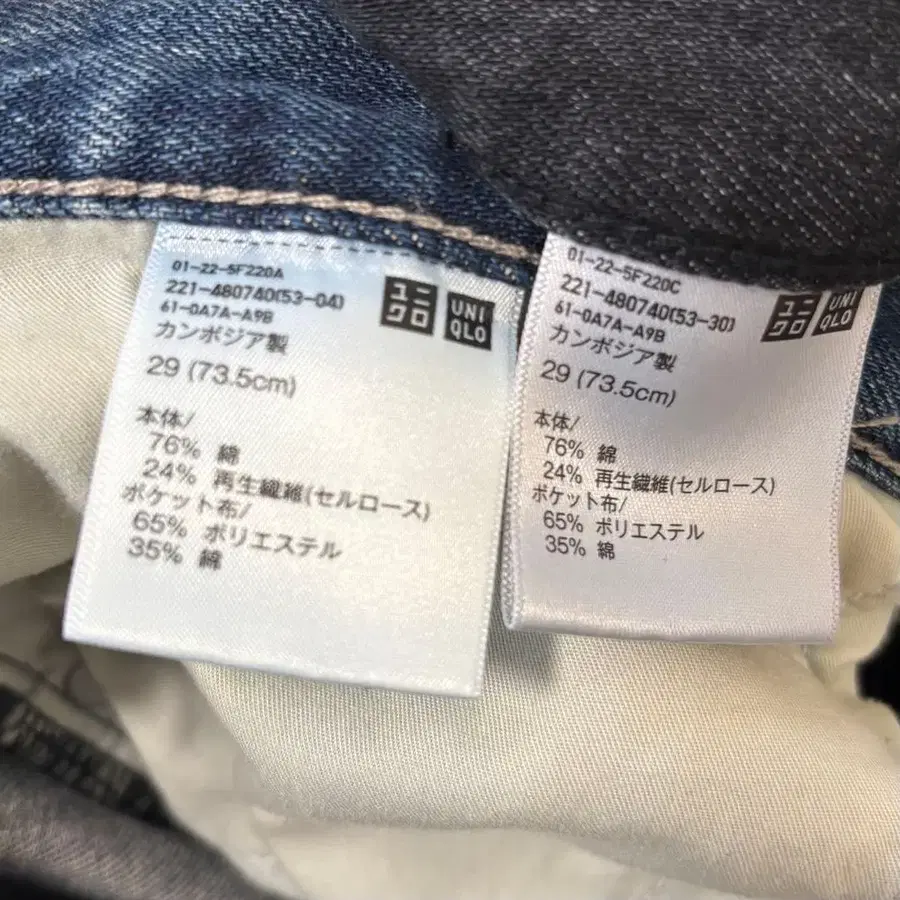 01-22-5F220A
221-480740(53-04)
61-0A7A-A9B
ユニクロ
UNIQLO
カンボジア製
29 (73.5cm)
本体/
76% 綿
24% 再生繊維(セルロース)
ポケット布/
65% ポリエステル
35% 綿
01-22-5F220C
221-480740(53-30)
61-0A7A-A9B
ユニクロ
UNIQLO
カンボジア製
29 (73.5cm)
本体/
76% 綿
24% 再生繊維(セルロース)
ポケット布/
65% ポリエステル
35% 綿